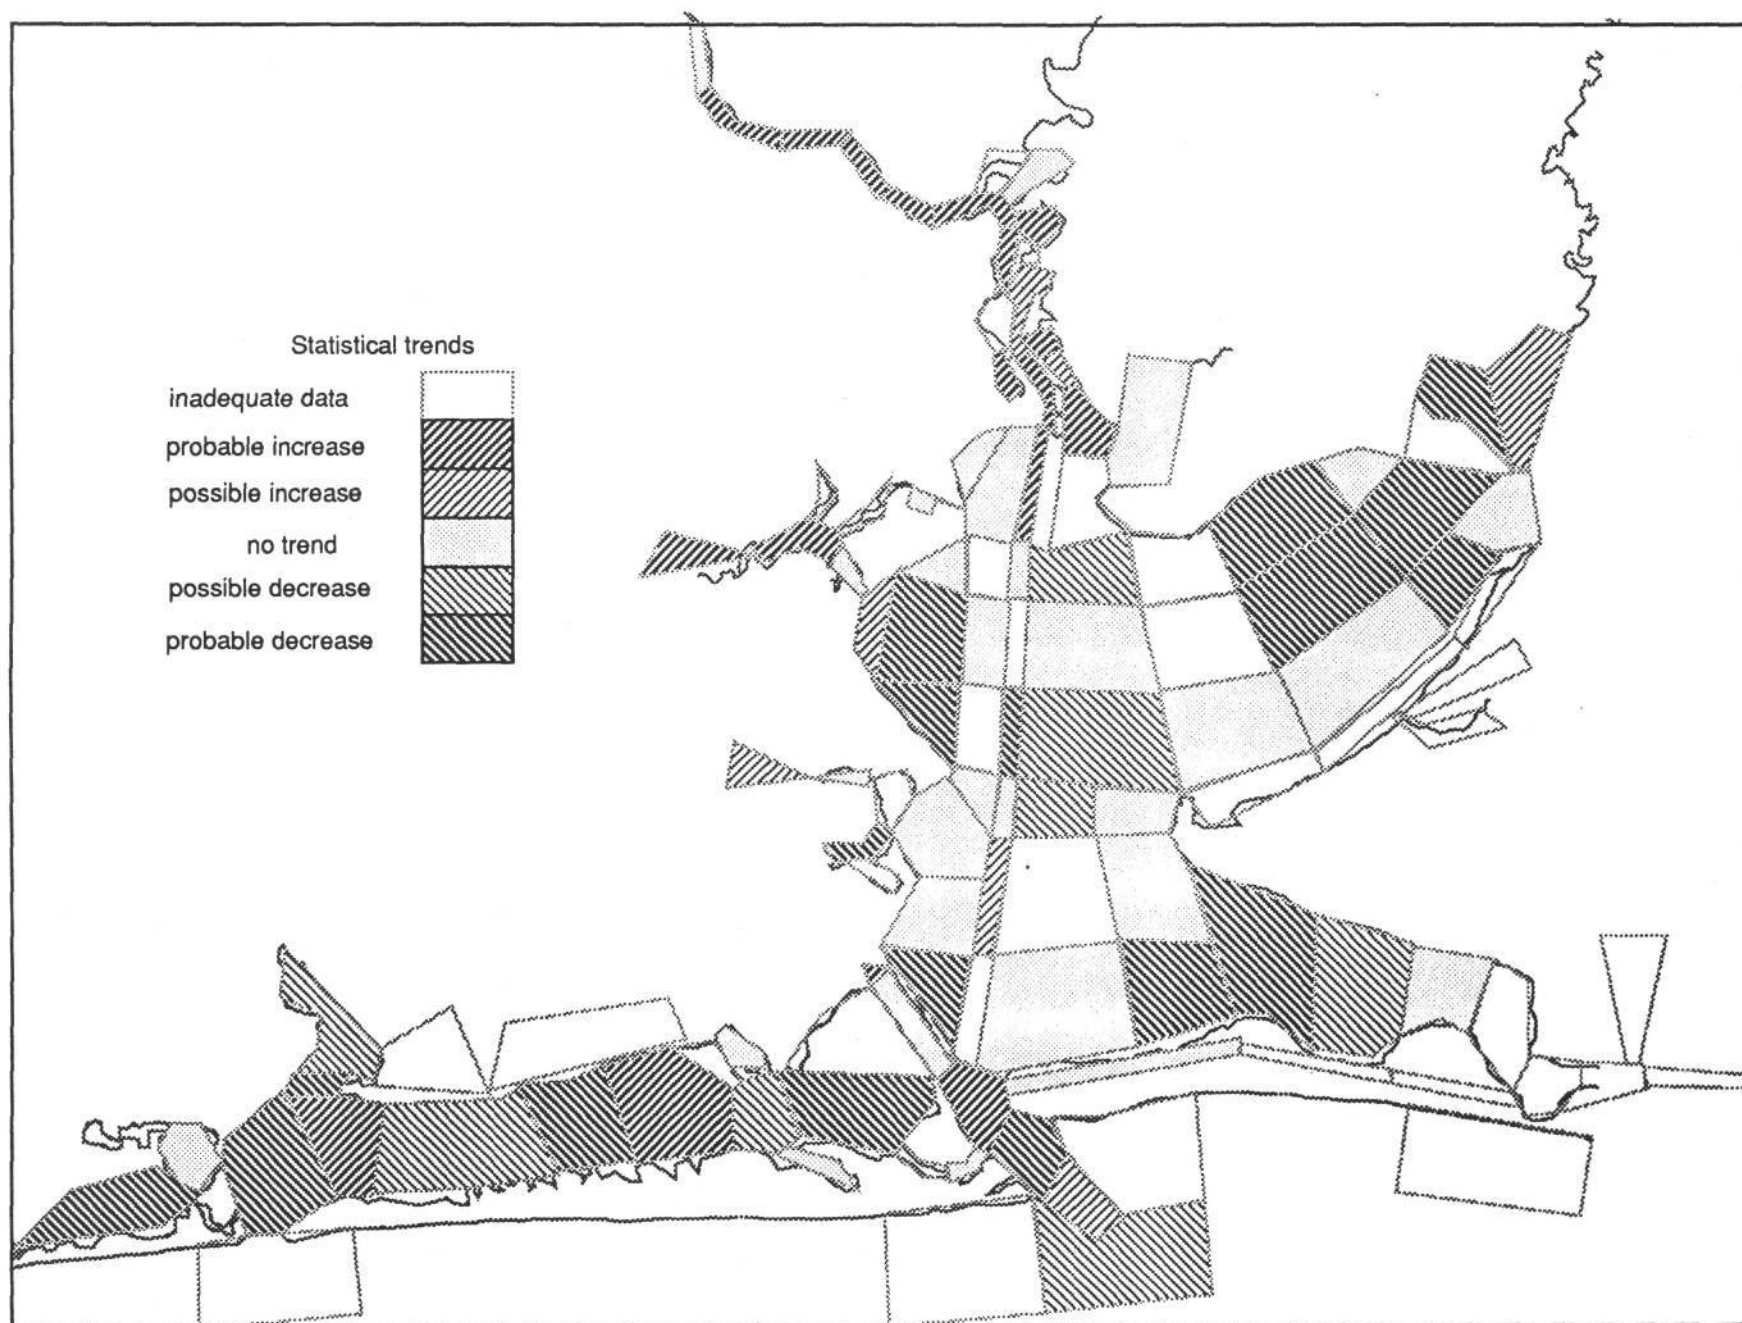 Statistical trends
inadequate data
probable increase
possible increase
no trend
possible decrease
probable decrease